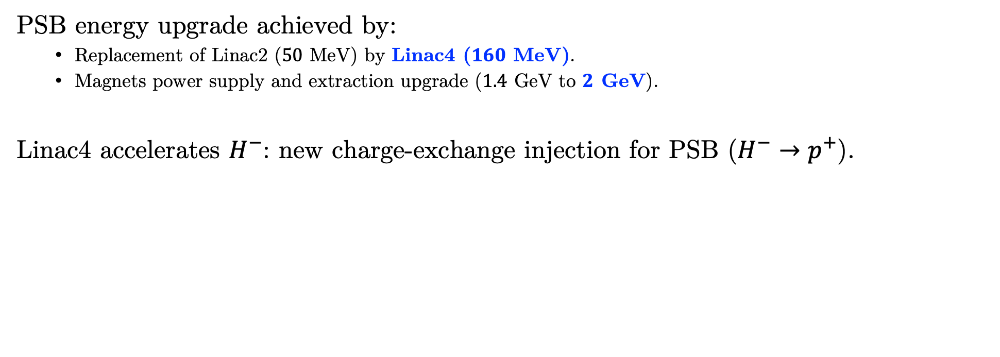 PSB energy upgrade achieved by:
• Replacement of Linac2 (50 MeV) by Linac4 (160 MeV).
• Magnets power supply and extraction upgrade (1.4 GeV to 2 GeV).
Linac4 accelerates H⁻: new charge-exchange injection for PSB (H⁻ → p⁺).